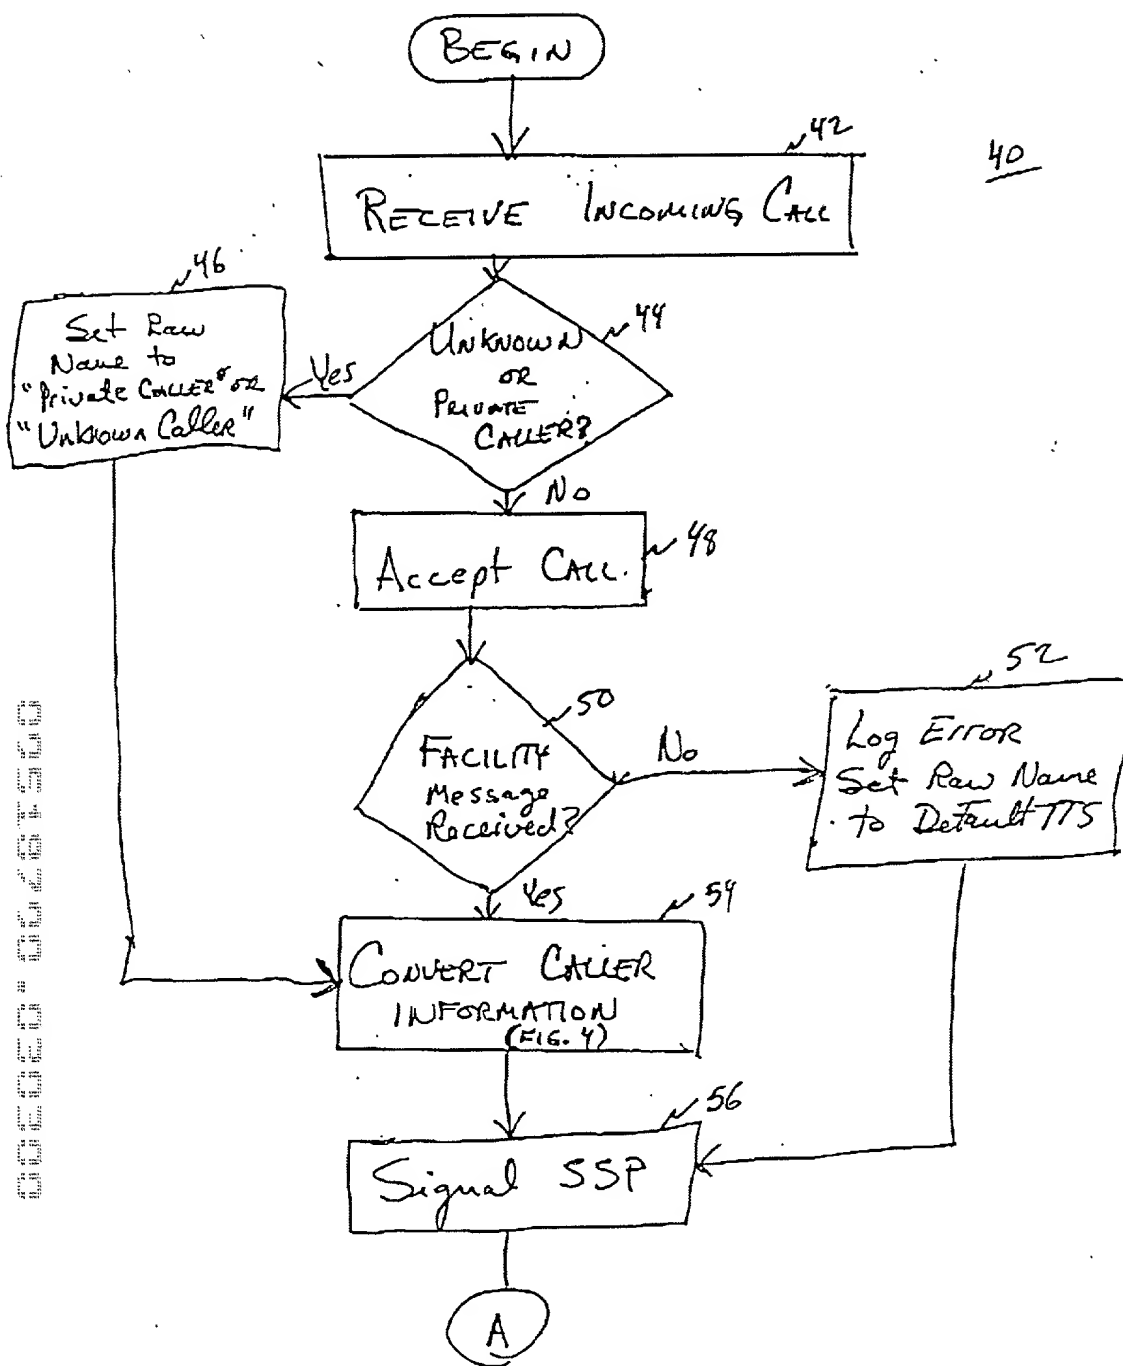 BEGIN
42
40
RECEIVE INCOMING CALL
46
Set Raw
Name to
"Private CALLER" OR
"Unknown Caller"
Yes
44
UNKNOWN
OR
PRIVATE
CALLER?
No
Accept CALL.
48
50
FACILITY
Message
Received?
No
52
Log ERROR
Set Raw Name
to Default TTS
Yes
54
CONVERT CALLER
INFORMATION
(FIG. 4)
56
Signal SSP
A